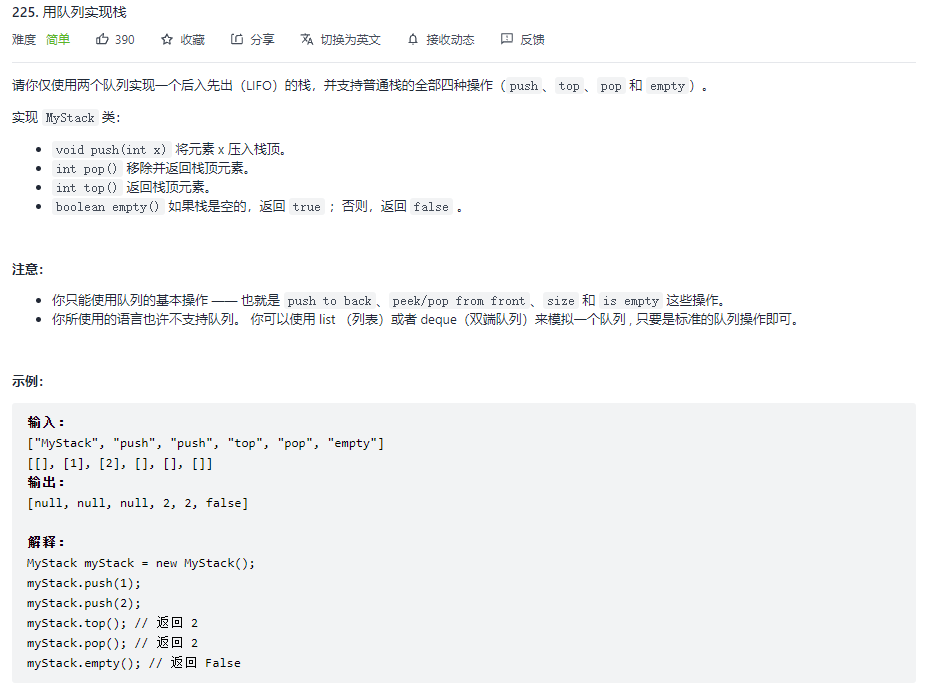 225. 用队列实现栈
难度 简单 390 收藏 分享 切换为英文 接收动态 反馈
请你仅使用两个队列实现一个后入先出（LIFO）的栈，并支持普通栈的全部四种操作（push、top、pop 和 empty）。
实现 MyStack 类：
• void push(int x) 将元素 x 压入栈顶。
• int pop() 移除并返回栈顶元素。
• int top() 返回栈顶元素。
• boolean empty() 如果栈是空的，返回 true ；否则，返回 false 。
注意：
• 你只能使用队列的基本操作 —— 也就是 push to back、peek/pop from front、size 和 is empty 这些操作。
• 你所使用的语言也许不支持队列。 你可以使用 list （列表）或者 deque（双端队列）来模拟一个队列 , 只要是标准的队列操作即可。
示例：
输入：
["MyStack", "push", "push", "top", "pop", "empty"]
[[], [1], [2], [], [], []]
输出：
[null, null, null, 2, 2, false]
解释：
MyStack myStack = new MyStack();
myStack.push(1);
myStack.push(2);
myStack.top(); // 返回 2
myStack.pop(); // 返回 2
myStack.empty(); // 返回 False